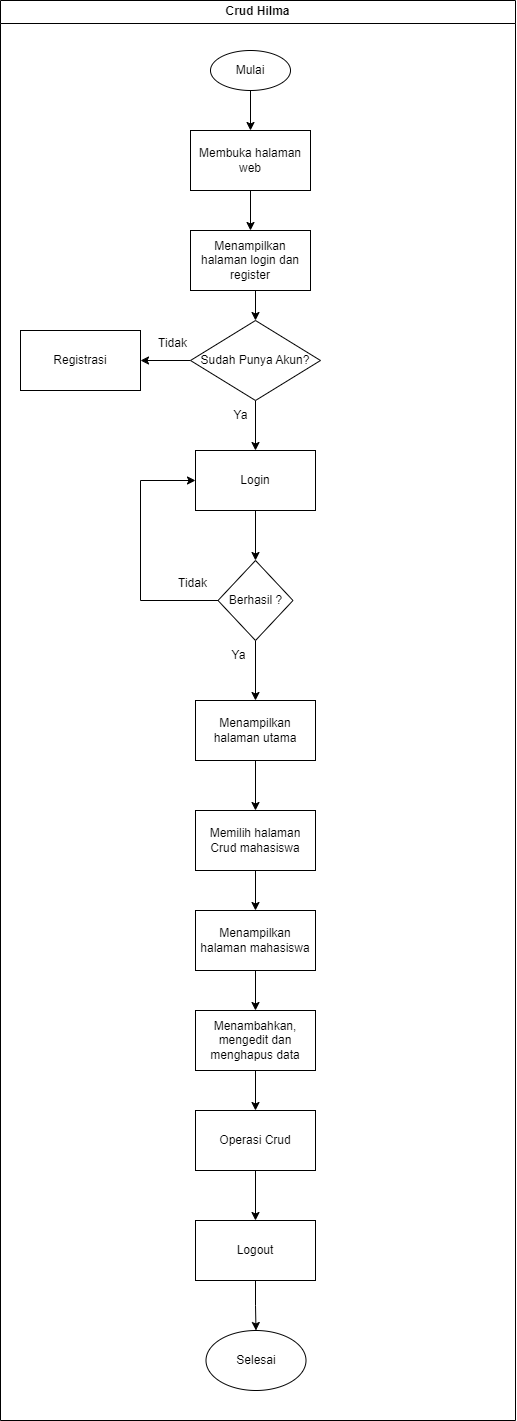 Crud Hilma
Mulai
Membuka halaman
web
Menampilkan
halaman login dan
register
Tidak
Registrasi
Sudah Punya Akun?
Ya
Login
Tidak
Berhasil ?
Ya
Menampilkan
halaman utama
Memilih halaman
Crud mahasiswa
Menampilkan
halaman mahasiswa
Menambahkan,
mengedit dan
menghapus data
Operasi Crud
Logout
Selesai